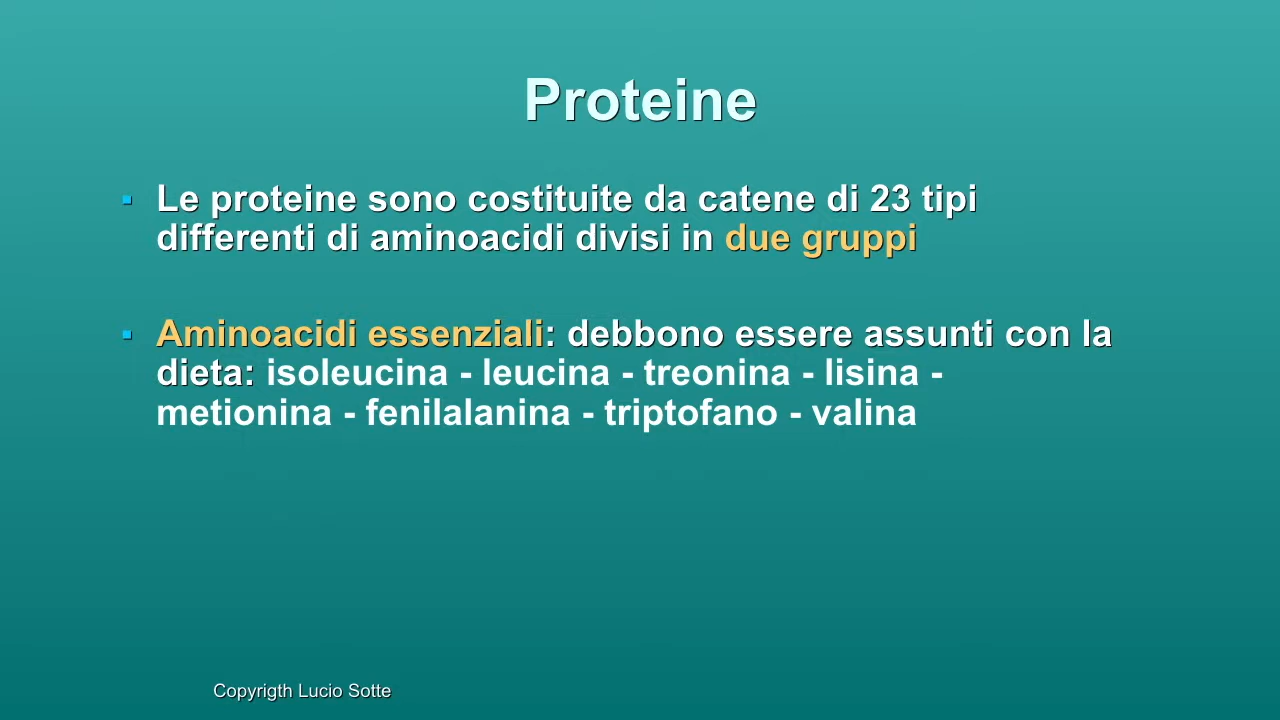 Proteine
▪ Le proteine sono costituite da catene di 23 tipi
differenti di aminoacidi divisi in due gruppi
▪ Aminoacidi essenziali: debbono essere assunti con la
dieta: isoleucina - leucina - treonina - lisina -
metionina - fenilalanina - triptofano - valina
Copyrigth Lucio Sotte